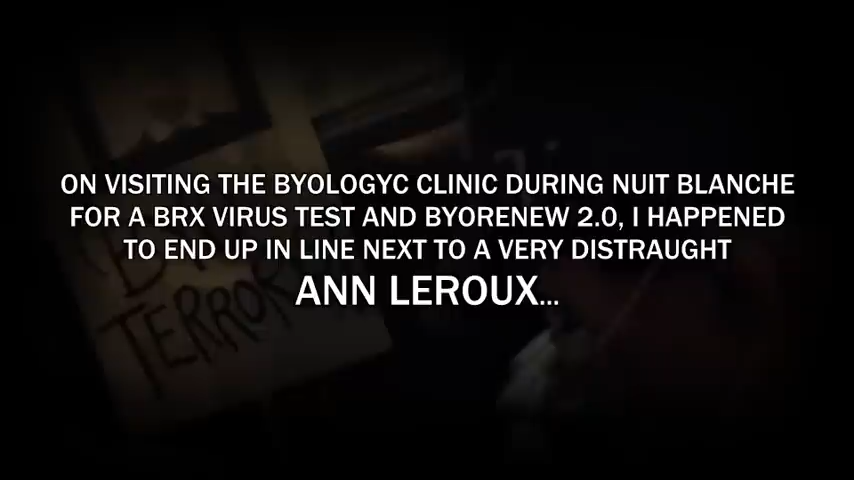 ON VISITING THE BYOLOGYC CLINIC DURING NUIT BLANCHE
FOR A BRX VIRUS TEST AND BYORENEW 2.0, I HAPPENED
TO END UP IN LINE NEXT TO A VERY DISTRAUGHT
ANN LEROUX...
TERROR